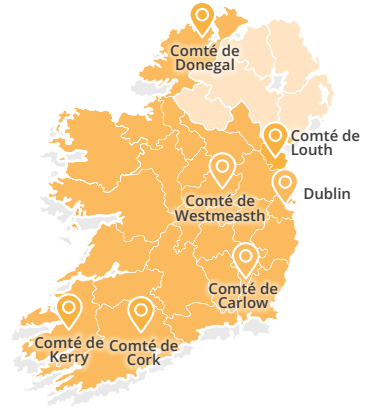 Comté de
Donegal
Comté de
Louth
Comté de
Westmeasth
Dublin
Comté de
Carlow
Comté de
Kerry
Comté de
Cork